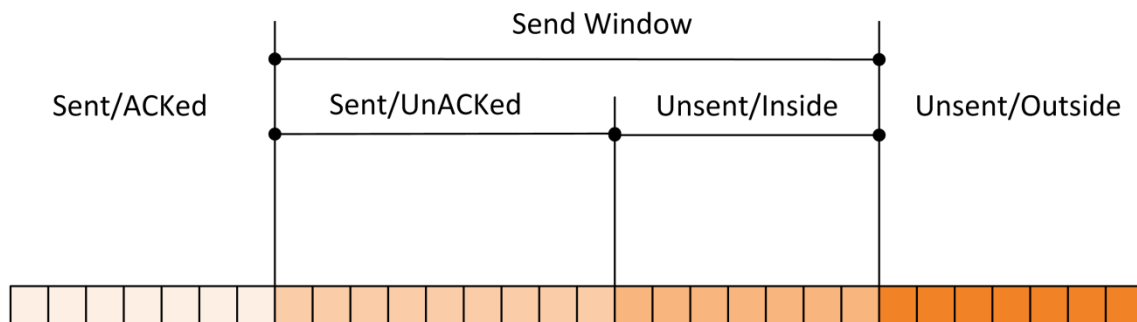 Send Window
Sent/ACKed
Sent/UnACKed
Unsent/Inside
Unsent/Outside